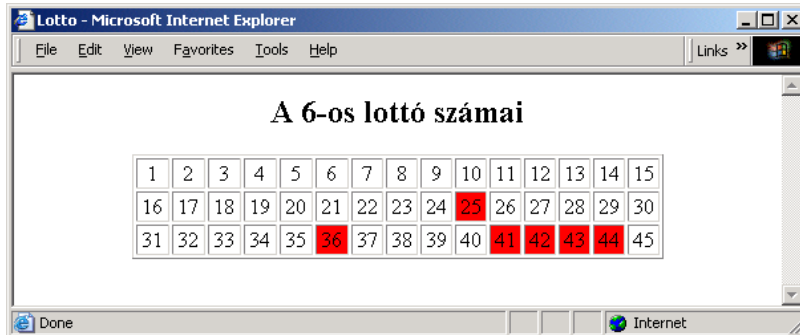 Lotto - Microsoft Internet Explorer
File Edit View Favorites Tools Help Links »
A 6-os lottó számai
1 2 3 4 5 6 7 8 9 10 11 12 13 14 15
16 17 18 19 20 21 22 23 24 25 26 27 28 29 30
31 32 33 34 35 36 37 38 39 40 41 42 43 44 45
Done Internet